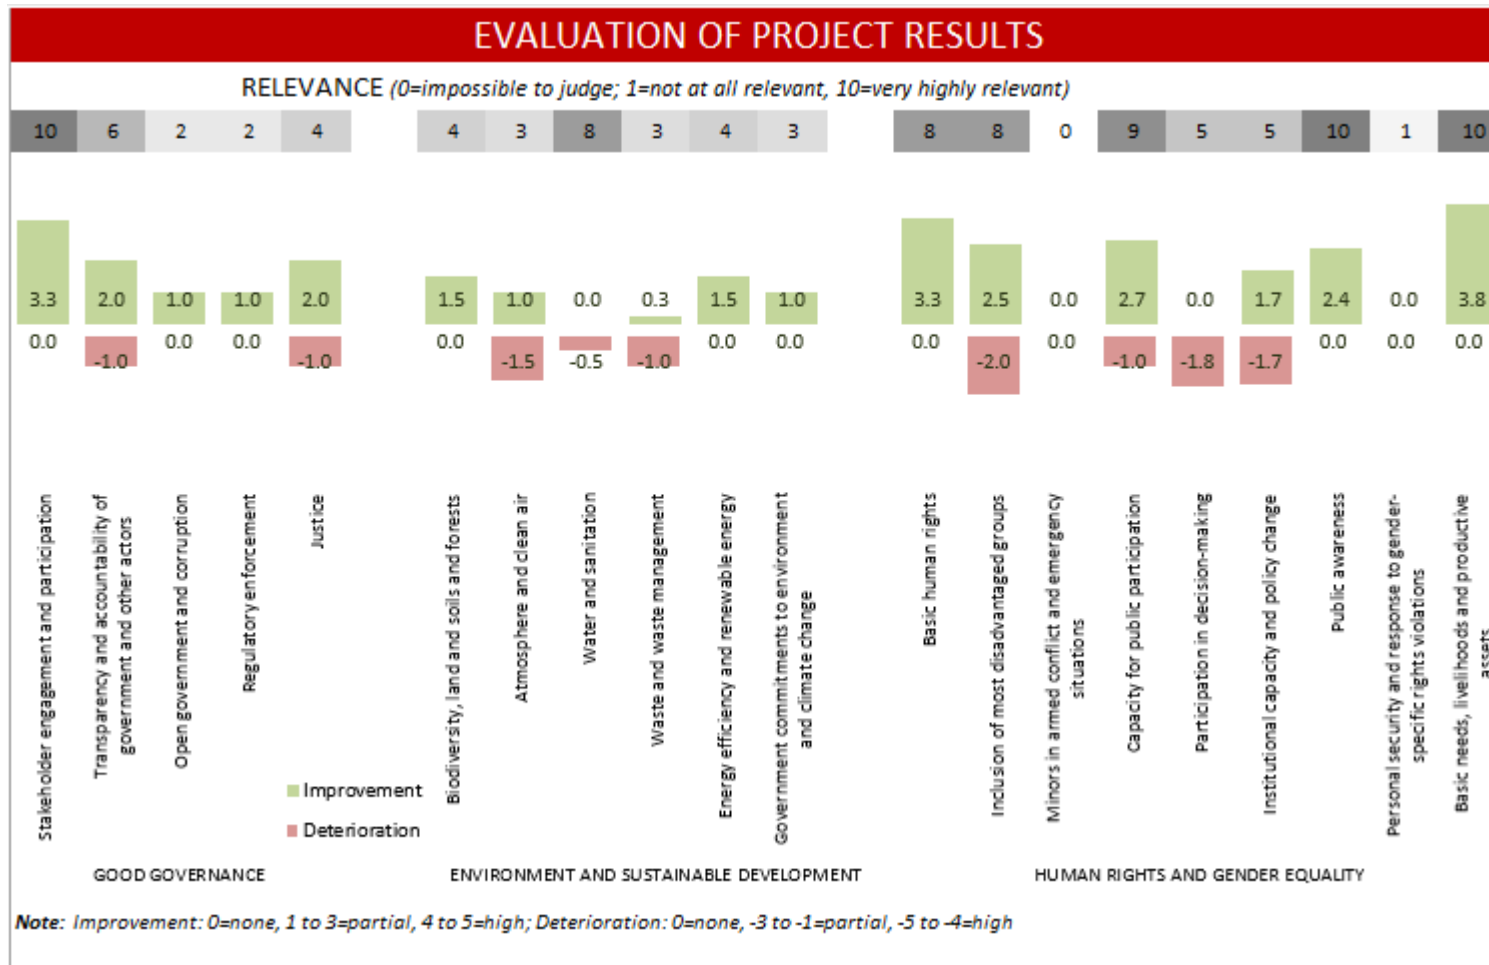 EVALUATION OF PROJECT RESULTS
RELEVANCE (0=impossible to judge; 1=not at all relevant, 10=very highly relevant)
10 6 2 2 4 4 3 8 3 4 3 8 8 0 9 5 5 10 1 10
3.3 2.0 1.0 1.0 2.0 1.5 1.0 0.0 0.3 1.5 1.0 3.3 2.5 0.0 2.7 0.0 1.7 2.4 0.0 3.8
0.0 -1.0 0.0 0.0 -1.0 0.0 -1.5 -0.5 -1.0 0.0 0.0 0.0 -2.0 0.0 -1.0 -1.8 -1.7 0.0 0.0 0.0
Stakeholder engagement and participation
Transparency and accountability of
government and other actors
Open government and corruption
Regulatory enforcement
Justice
Biodiversity, land and soils and forests
Atmosphere and clean air
Water and sanitation
Waste and waste management
Energy efficiency and renewable energy
Government commitments to environment
and climate change
Basic human rights
Inclusion of most disadvantaged groups
Minors in armed conflict and emergency
situations
Capacity for public participation
Participation in decision-making
Institutional capacity and policy change
Public awareness
Personal security and response to gender-
specific rights violations
Basic needs, livelihoods and productive
assets
Improvement
Deterioration
GOOD GOVERNANCE
ENVIRONMENT AND SUSTAINABLE DEVELOPMENT
HUMAN RIGHTS AND GENDER EQUALITY
Note: Improvement: 0=none, 1 to 3=partial, 4 to 5=high; Deterioration: 0=none, -3 to -1=partial, -5 to -4=high